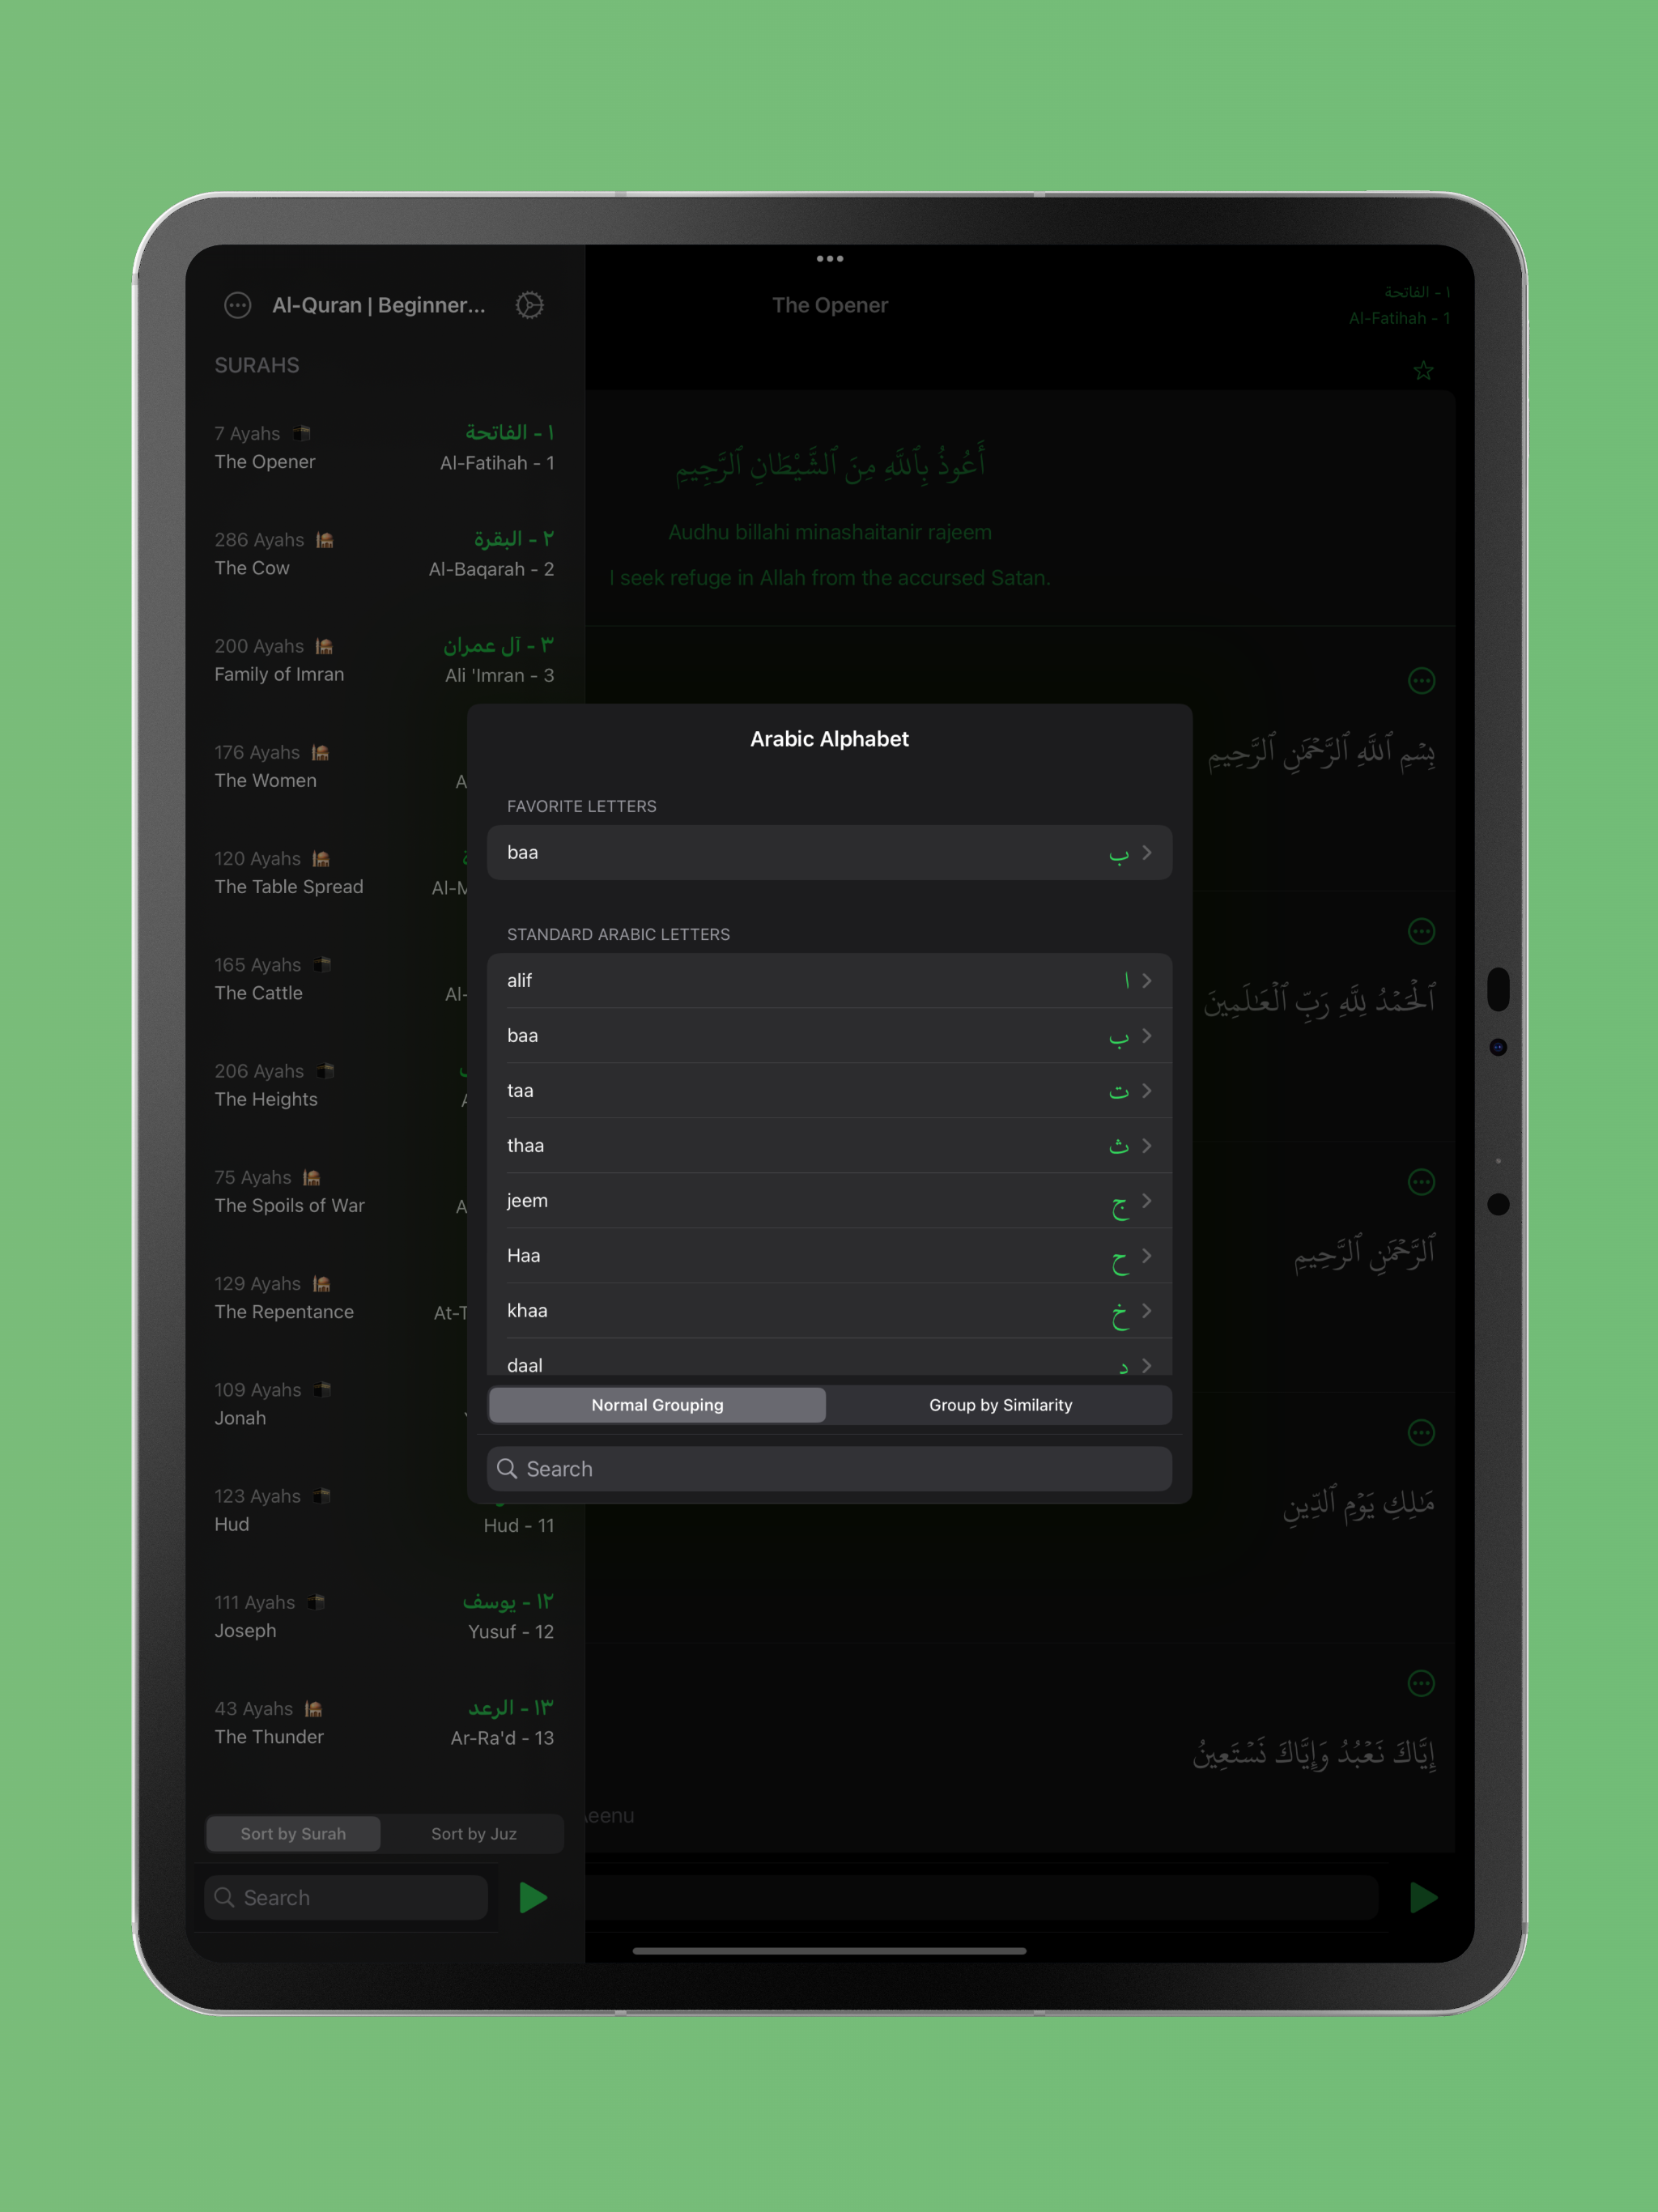 Al-Quran | Beginner...
SURAHS
7 Ayahs
١ - الفاتحة
The Opener
Al-Fatihah - 1
286 Ayahs
٢ - البقرة
The Cow
Al-Baqarah - 2
200 Ayahs
٣ - آل عمران
Family of Imran
Ali 'Imran - 3
176 Ayahs
The Women
A
120 Ayahs
The Table Spread
Al-M
165 Ayahs
The Cattle
Al-
206 Ayahs
The Heights
A
75 Ayahs
The Spoils of War
A
129 Ayahs
The Repentance
At-T
109 Ayahs
Jonah
123 Ayahs
Hud
Hud - 11
111 Ayahs
١٢ - يوسف
Joseph
Yusuf - 12
43 Ayahs
١٣ - الرعد
The Thunder
Ar-Ra'd - 13
Sort by Surah
Sort by Juz
Search
The Opener
١ - الفاتحة
Al-Fatihah - 1
أَعُوذُ بِٱللَّهِ مِنَ ٱلشَّيْطَانِ ٱلرَّجِيمِ
Audhu billahi minashaitanir rajeem
I seek refuge in Allah from the accursed Satan.
بِسۡمِ ٱللَّهِ ٱلرَّحۡمَٰنِ ٱلرَّحِيمِ
ٱلۡحَمۡدُ لِلَّهِ رَبِّ ٱلۡعَٰلَمِينَ
ٱلرَّحۡمَٰنِ ٱلرَّحِيمِ
مَٰلِكِ يَوۡمِ ٱلدِّينِ
إِيَّاكَ نَعۡبُدُ وَإِيَّاكَ نَسۡتَعِينُ
eenu
Arabic Alphabet
FAVORITE LETTERS
baa ب
STANDARD ARABIC LETTERS
alif ا
baa ب
taa ت
thaa ث
jeem ج
Haa ح
khaa خ
daal د
Normal Grouping
Group by Similarity
Search